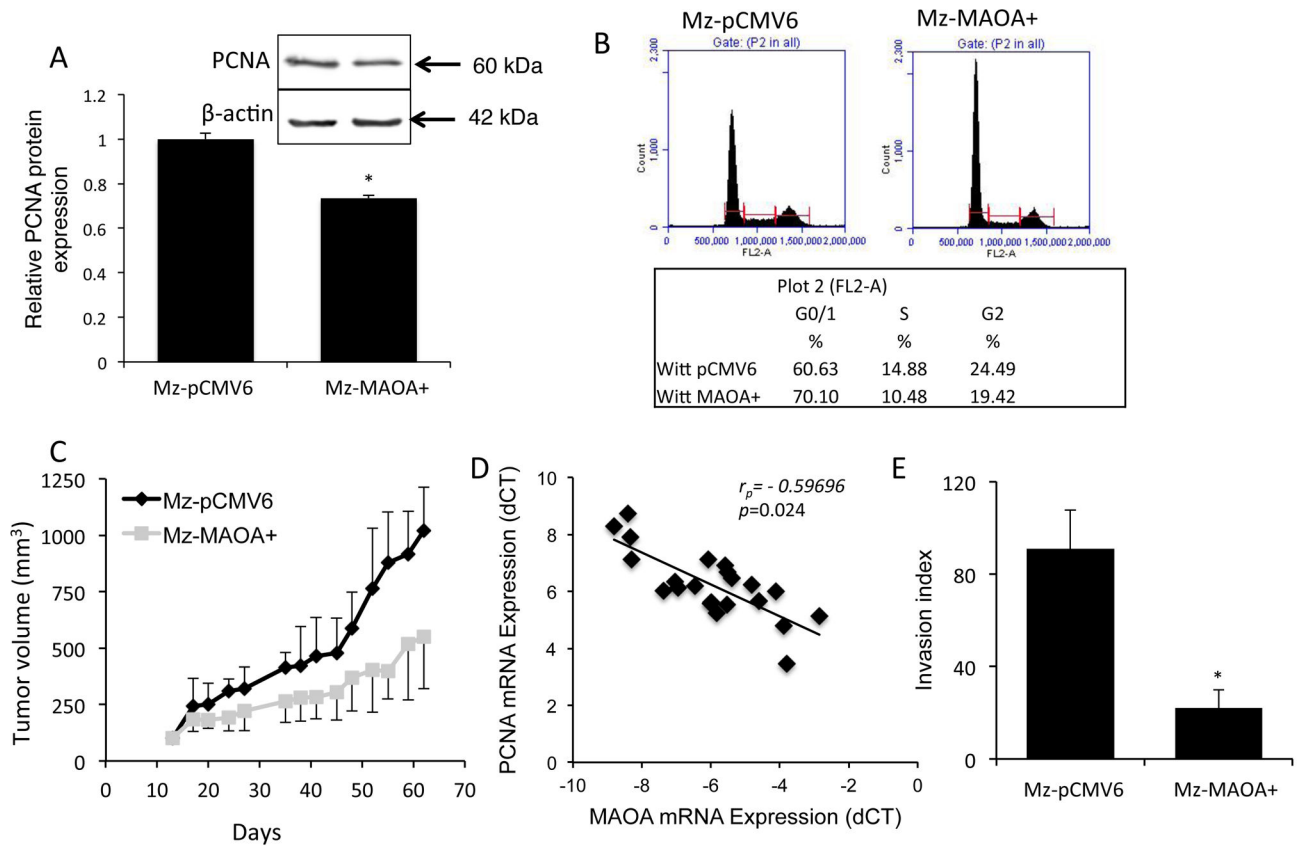 A
PCNA
60 kDa
β-actin
42 kDa
Relative PCNA protein
expression
1.2
1
0.8
0.6
0.4
0.2
0
*
Mz-pCMV6
Mz-MAOA+
B
Mz-pCMV6
Mz-MAOA+
Gate: (P2 in all)
Count
2,300
1,000
0
0
500,000
1,000,000
1,500,000
2,000,000
FL2-A
Gate: (P2 in all)
Count
2,300
1,000
0
0
500,000
1,000,000
1,500,000
2,000,000
FL2-A
Plot 2 (FL2-A)
G0/1 S G2
% % %
Witt pCMV6 60.63 14.88 24.49
Witt MAOA+ 70.10 10.48 19.42
C
Tumor volume (mm³)
1250
1000
750
500
250
0
Mz-pCMV6
Mz-MAOA+
0 10 20 30 40 50 60 70
Days
D
PCNA mRNA Expression (dCT)
10
8
6
4
2
0
rp= - 0.59696
p=0.024
-10 -8 -6 -4 -2 0
MAOA mRNA Expression (dCT)
E
Invasion index
120
80
40
0
*
Mz-pCMV6
Mz-MAOA+